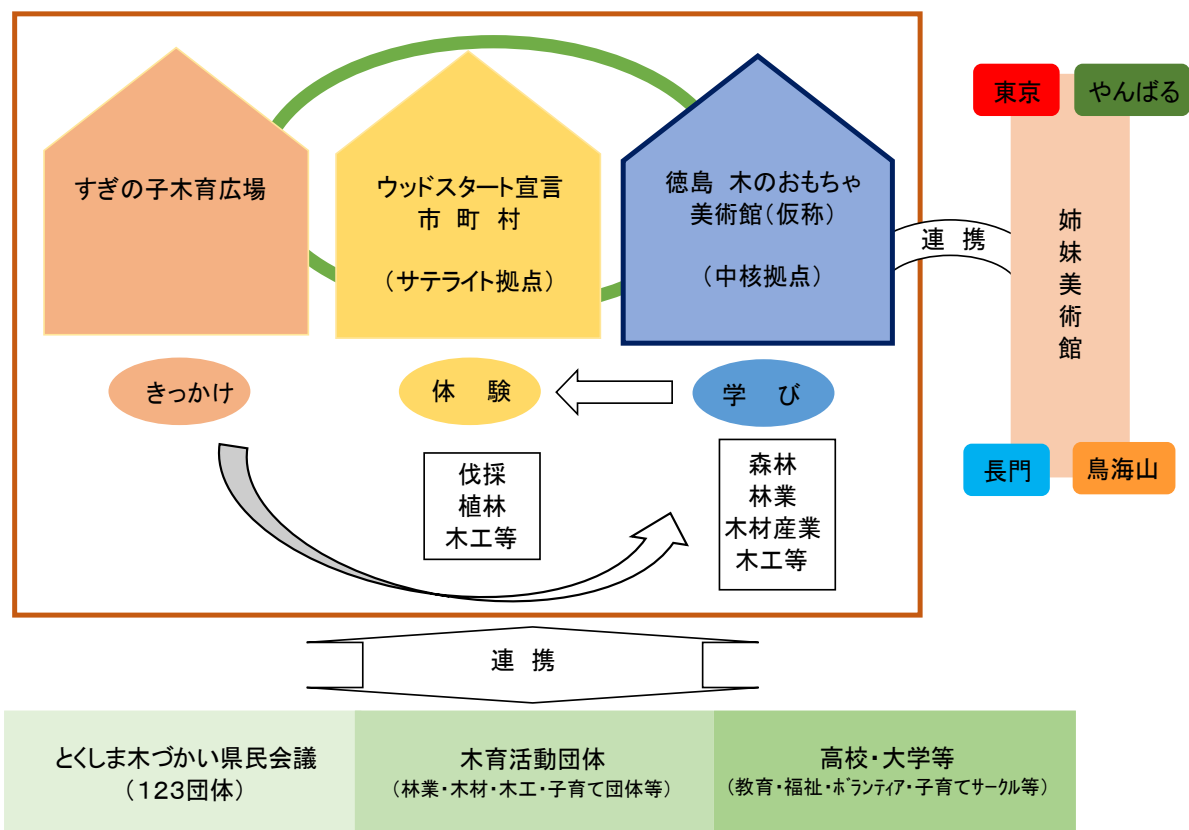 すぎの子木育広場
ウッドスタート宣言
市 町 村
（サテライト拠点）
徳島 木のおもちゃ
美術館（仮称）
（中核拠点）
連 携
東京
やんばる
姉妹美術館
長門
鳥海山
きっかけ
体 験
学 び
伐採
植林
木工等
森林
林業
木材産業
木工等
連 携
とくしま木づかい県民会議
（１２３団体）
木育活動団体
（林業・木材・木工・子育て団体等）
高校・大学等
（教育・福祉・ﾎﾞﾗﾝﾃｨｱ・子育てｻｰｸﾙ等）